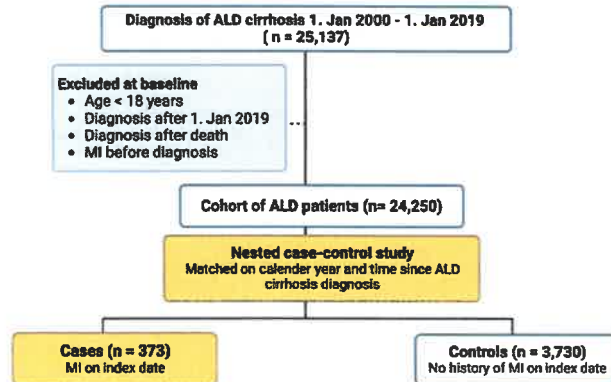 Diagnosis of ALD cirrhosis 1. Jan 2000 - 1. Jan 2019
( n = 25,137)
Excluded at baseline
• Age < 18 years
• Diagnosis after 1. Jan 2019
• Diagnosis after death
• MI before diagnosis
Cohort of ALD patients (n= 24,250)
Nested case-control study
Matched on calender year and time since ALD
cirrhosis diagnosis
Cases (n = 373)
MI on index date
Controls (n = 3,730)
No history of MI on index date